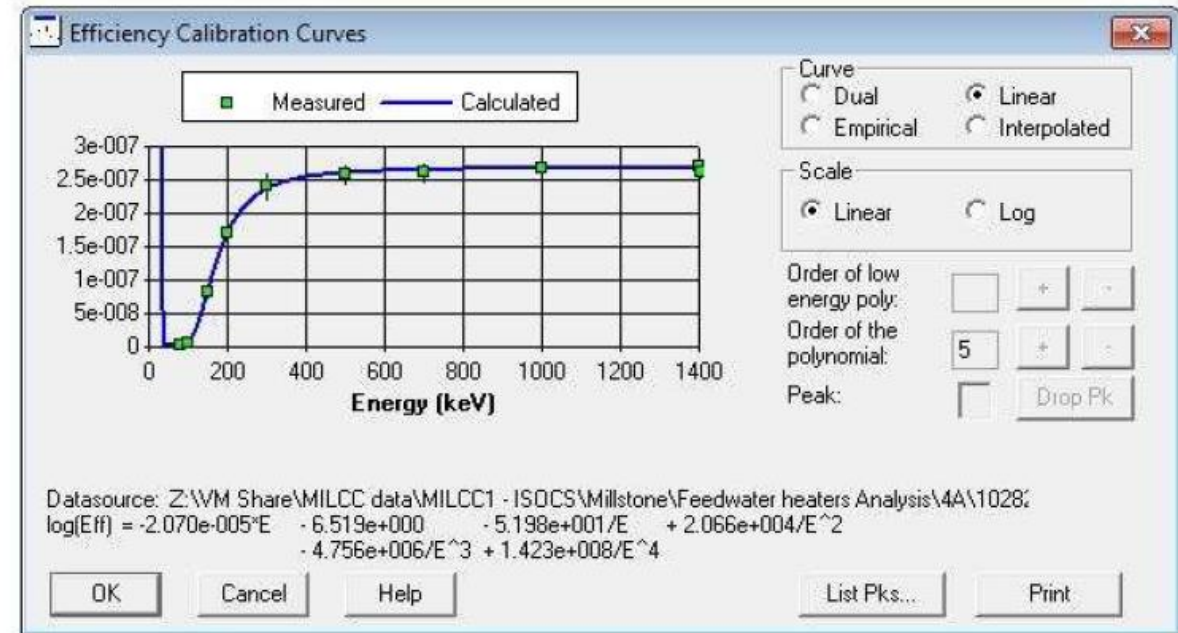 Efficiency Calibration Curves
Measured Calculated
3e-007
2.5e-007
2e-007
1.5e-007
1e-007
5e-008
0
0 200 400 600 800 1000 1200 1400
Energy (keV)
Curve
Dual Linear
Empirical Interpolated
Scale
Linear Log
Order of low
energy poly: + -
Order of the
polynomial: 5 + -
Peak: Drop Pk
Datasource: Z:\VM Share\MILCC data\MILCC1 - ISOCS\Millstone\Feedwater heaters Analysis\4A\1028
log(Eff) = -2.070e-005*E - 6.519e+000 - 5.198e+001/E + 2.066e+004/E^2
- 4.756e+006/E^3 + 1.423e+008/E^4
OK Cancel Help List Pks... Print